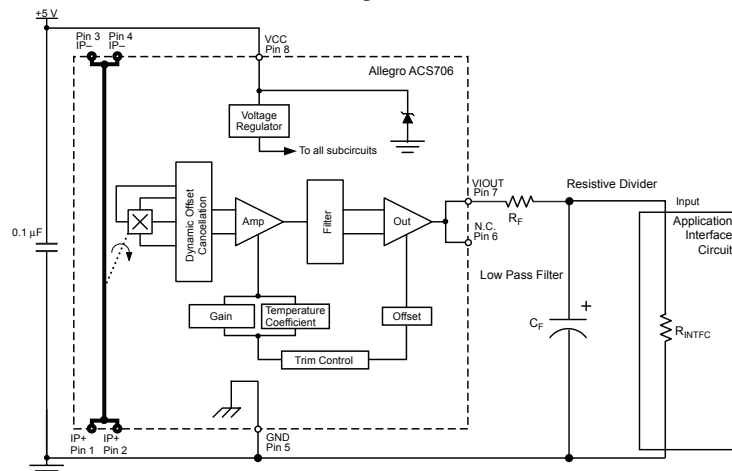 +5 V
Pin 3 Pin 4
IP– IP–
VCC
Pin 8
Allegro ACS706
Voltage
Regulator
To all subcircuits
Dynamic Offset
Cancellation
Amp
Filter
Out
VIOUT
Pin 7
N.C.
Pin 6
RF
Resistive Divider
Input
Application
Interface
Circuit
0.1 µF
Low Pass Filter
Gain
Temperature
Coefficient
Offset
Trim Control
+
CF
RINTFC
IP+ IP+
Pin 1 Pin 2
GND
Pin 5